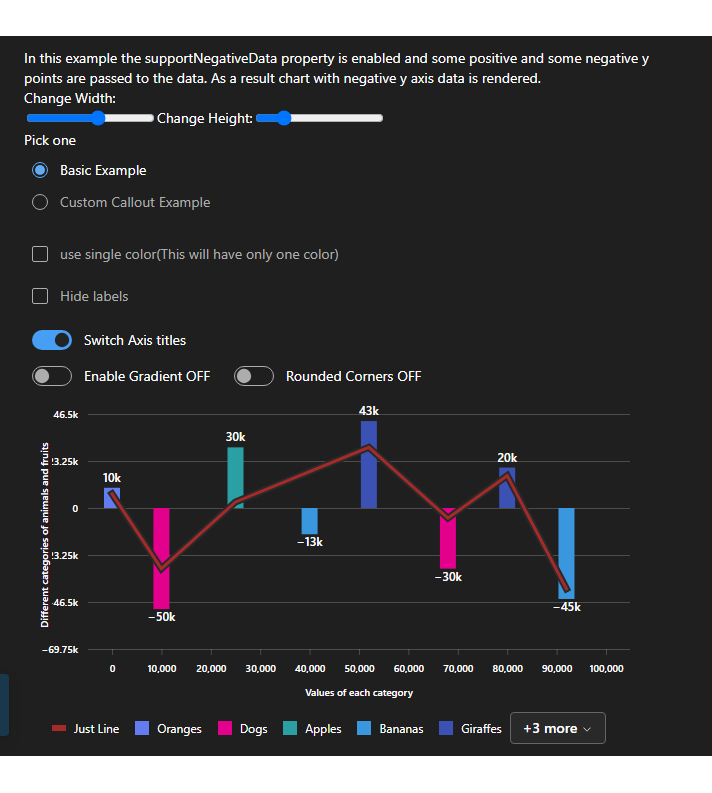 In this example the supportNegativeData property is enabled and some positive and some negative y
points are passed to the data. As a result chart with negative y axis data is rendered.
Change Width:
Change Height:
Pick one
Basic Example
Custom Callout Example
use single color(This will have only one color)
Hide labels
Switch Axis titles
Enable Gradient OFF Rounded Corners OFF
46.5k
3.25k
0
3.25k
-46.5k
−69.75k
Different categories of animals and fruits
10k
−50k
30k
−13k
43k
−30k
20k
−45k
0 10,000 20,000 30,000 40,000 50,000 60,000 70,000 80,000 90,000 100,000
Values of each category
Just Line Oranges Dogs Apples Bananas Giraffes +3 more